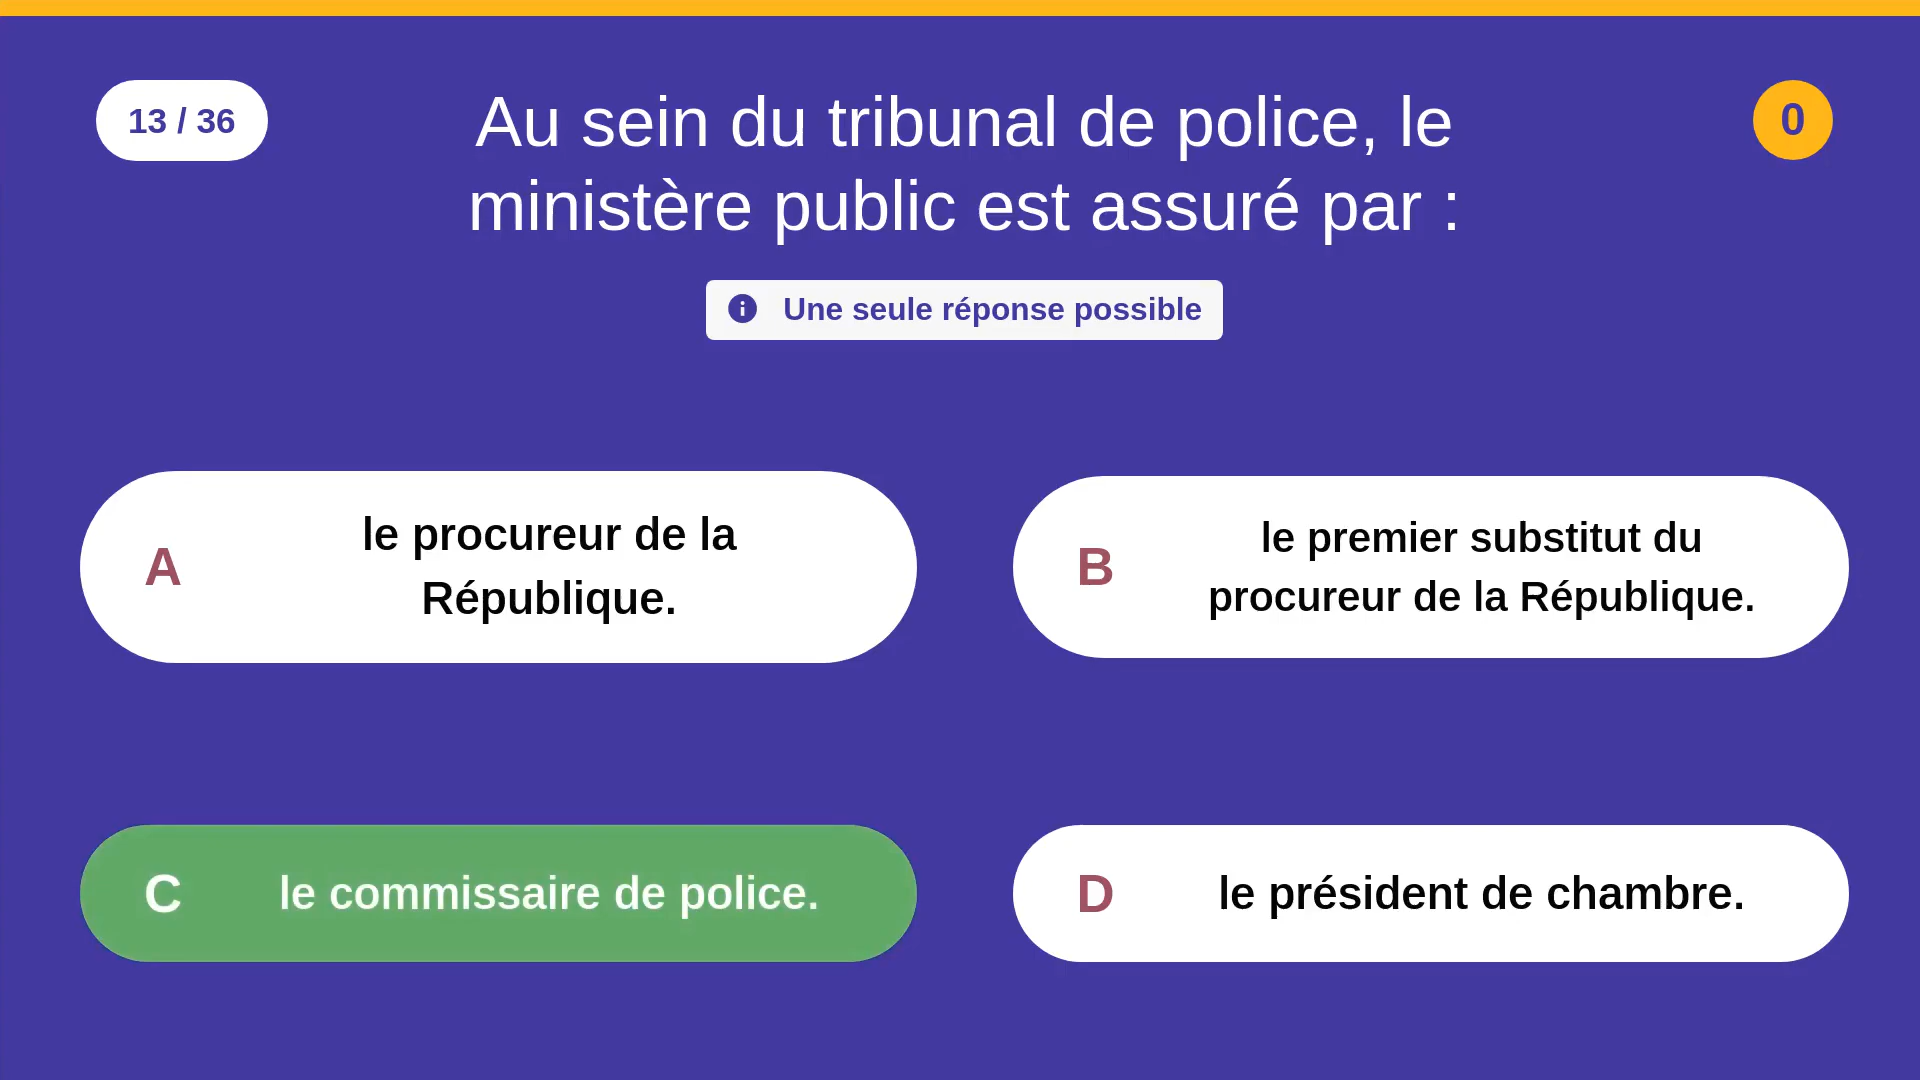 13 / 36
Au sein du tribunal de police, le
ministère public est assuré par :
0
Une seule réponse possible
A
le procureur de la
République.
B
le premier substitut du
procureur de la République.
C
le commissaire de police.
D
le président de chambre.